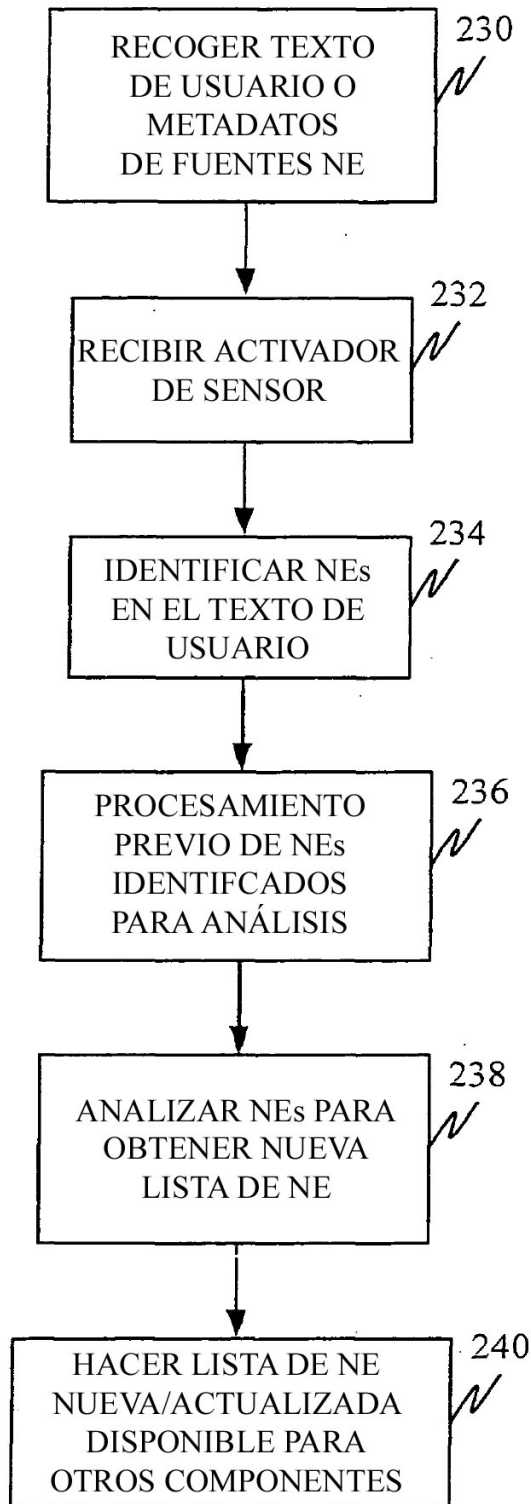 230
RECOGER TEXTO
DE USUARIO O
METADATOS
DE FUENTES NE
232
RECIBIR ACTIVADOR
DE SENSOR
234
IDENTIFICAR NEs
EN EL TEXTO DE
USUARIO
236
PROCESAMIENTO
PREVIO DE NEs
IDENTIFCADOS
PARA ANÁLISIS
238
ANALIZAR NEs PARA
OBTENER NUEVA
LISTA DE NE
240
HACER LISTA DE NE
NUEVA/ACTUALIZADA
DISPONIBLE PARA
OTROS COMPONENTES